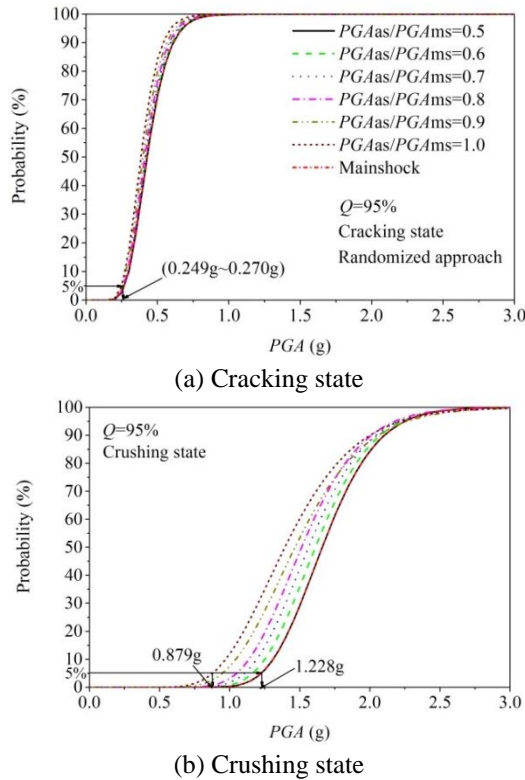 100
90
80
70
60
50
40
30
20
10
5%
0
Probability (%)
PGAas/PGAms=0.5
PGAas/PGAms=0.6
PGAas/PGAms=0.7
PGAas/PGAms=0.8
PGAas/PGAms=0.9
PGAas/PGAms=1.0
Mainshock
Q=95%
Cracking state
Randomized approach
(0.249g~0.270g)
0.0 0.5 1.0 1.5 2.0 2.5 3.0
PGA (g)
(a) Cracking state
100
90
80
70
60
50
40
30
20
10
5%
0
Probability (%)
Q=95%
Crushing state
0.879g
1.228g
0.0 0.5 1.0 1.5 2.0 2.5 3.0
PGA (g)
(b) Crushing state